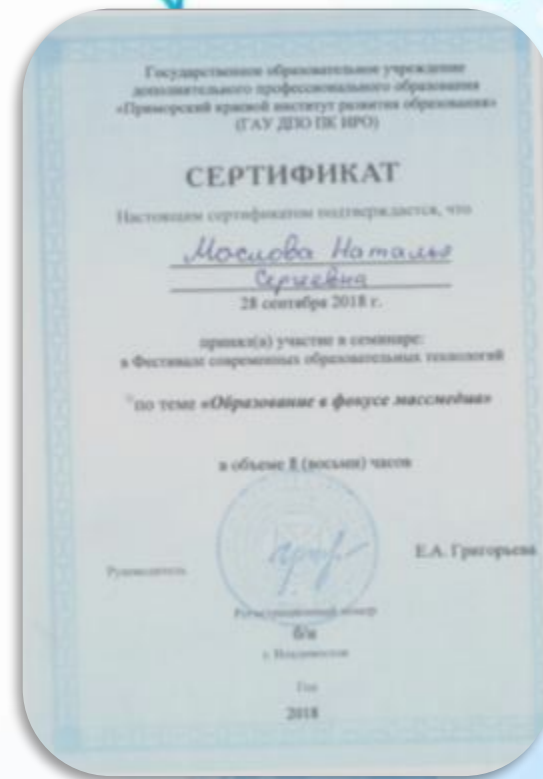 Государственное образовательное учреждение
дополнительного профессионального образования
«Приморский краевой институт развития образования»
(ГАУ ДПО ПК ИРО)
СЕРТИФИКАТ
Настоящим сертификатом подтверждается, что
Маслова Наталья
Сергеевна
28 сентября 2018 г.
принял(а) участие в семинаре:
в Фестивале современных образовательных технологий
по теме «Образование в фокусе массмедиа»
в объеме 8 (восьми) часов
Руководитель
Е.А. Григорьева
Регистрационный номер
б/н
г. Владивосток
Год
2018